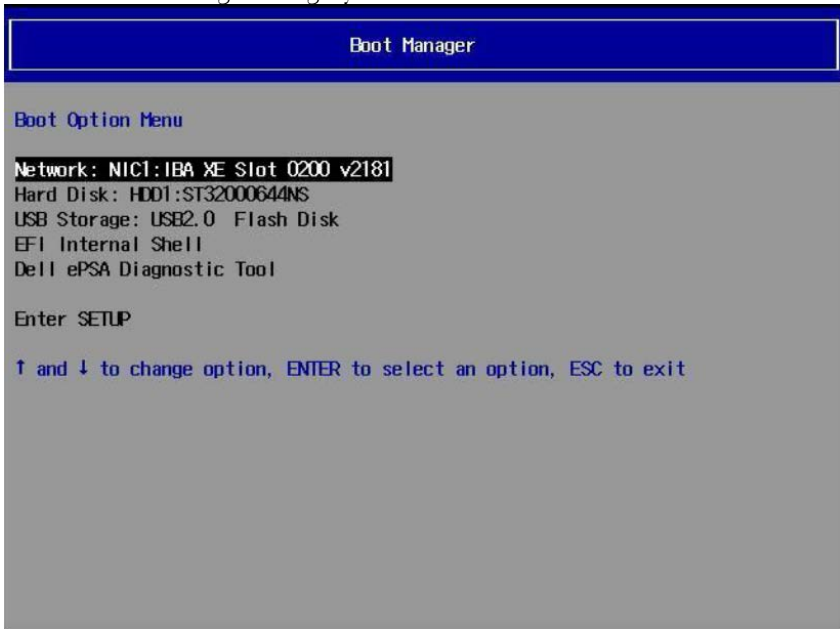 Boot Manager
Boot Option Menu
Network: NIC1:IBA XE Slot 0200 v2181
Hard Disk: HDD1:ST32000644NS
USB Storage: USB2.0 Flash Disk
EFI Internal Shell
Dell ePSA Diagnostic Tool
Enter SETUP
↑ and ↓ to change option, ENTER to select an option, ESC to exit